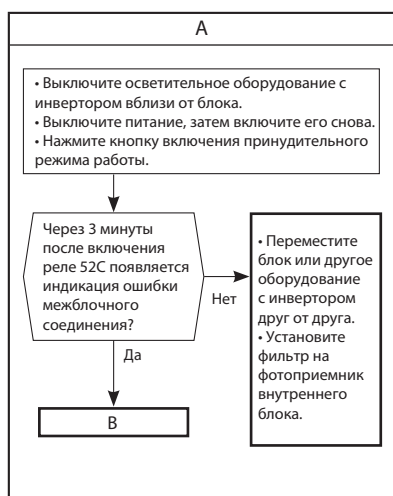 A
• Выключите осветительное оборудование с
инвертором вблизи от блока.
• Выключите питание, затем включите его снова.
• Нажмите кнопку включения принудительного
режима работы.
Через 3 минуты
после включения
реле 52С появляется
индикация ошибки
межблочного
соединения?
Нет
• Переместите
блок или другое
оборудование
с инвертором
друг от друга.
• Установите
фильтр на
фотоприемник
внутреннего
блока.
Да
B